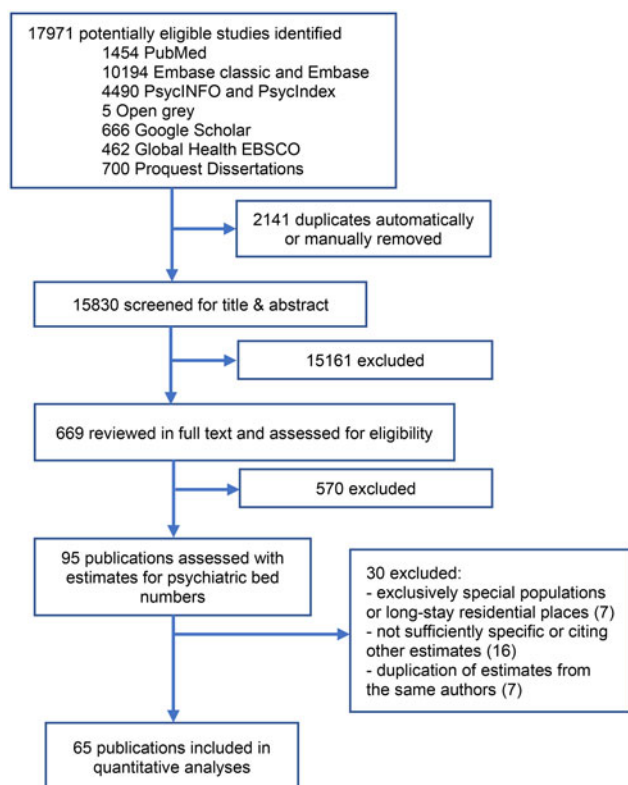 17971 potentially eligible studies identified
1454 PubMed
10194 Embase classic and Embase
4490 PsycINFO and PsycIndex
5 Open grey
666 Google Scholar
462 Global Health EBSCO
700 Proquest Dissertations
2141 duplicates automatically
or manually removed
15830 screened for title & abstract
15161 excluded
669 reviewed in full text and assessed for eligibility
570 excluded
95 publications assessed with
estimates for psychiatric bed
numbers
30 excluded:
- exclusively special populations
or long-stay residential places (7)
- not sufficiently specific or citing
other estimates (16)
- duplication of estimates from
the same authors (7)
65 publications included in
quantitative analyses